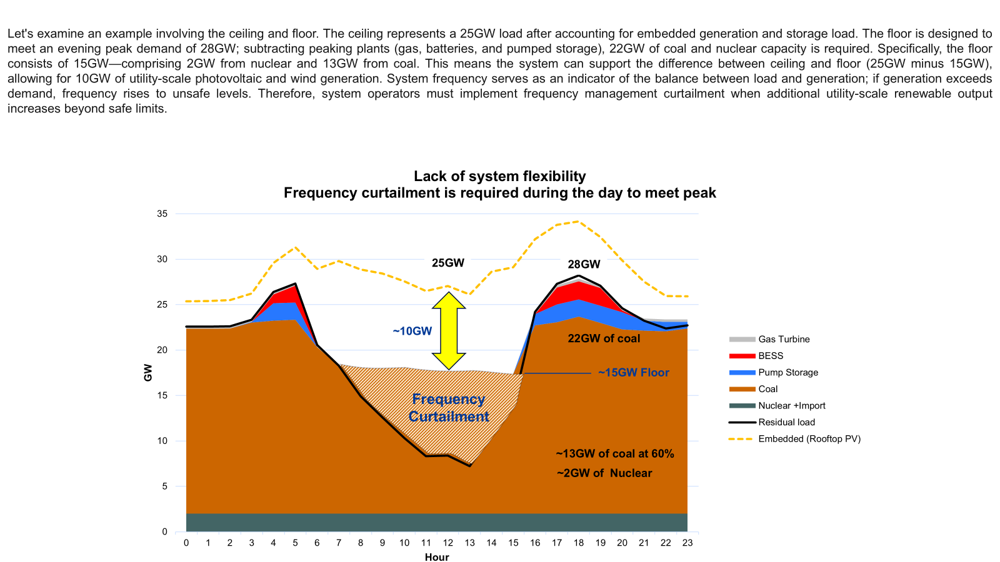 Let's examine an example involving the ceiling and floor. The ceiling represents a 25GW load after accounting for embedded generation and storage load. The floor is designed to
meet an evening peak demand of 28GW; subtracting peaking plants (gas, batteries, and pumped storage), 22GW of coal and nuclear capacity is required. Specifically, the floor
consists of 15GW—comprising 2GW from nuclear and 13GW from coal. This means the system can support the difference between ceiling and floor (25GW minus 15GW),
allowing for 10GW of utility-scale photovoltaic and wind generation. System frequency serves as an indicator of the balance between load and generation; if generation exceeds
demand, frequency rises to unsafe levels. Therefore, system operators must implement frequency management curtailment when additional utility-scale renewable output
increases beyond safe limits.
Lack of system flexibility
Frequency curtailment is required during the day to meet peak
35
30
25
20
15
10
5
0
GW
25GW
28GW
~10GW
22GW of coal
~15GW Floor
Frequency
Curtailment
~13GW of coal at 60%
~2GW of  Nuclear
Gas Turbine
BESS
Pump Storage
Coal
Nuclear +Import
Residual load
Embedded (Rooftop PV)
0 1 2 3 4 5 6 7 8 9 10 11 12 13 14 15 16 17 18 19 20 21 22 23
Hour